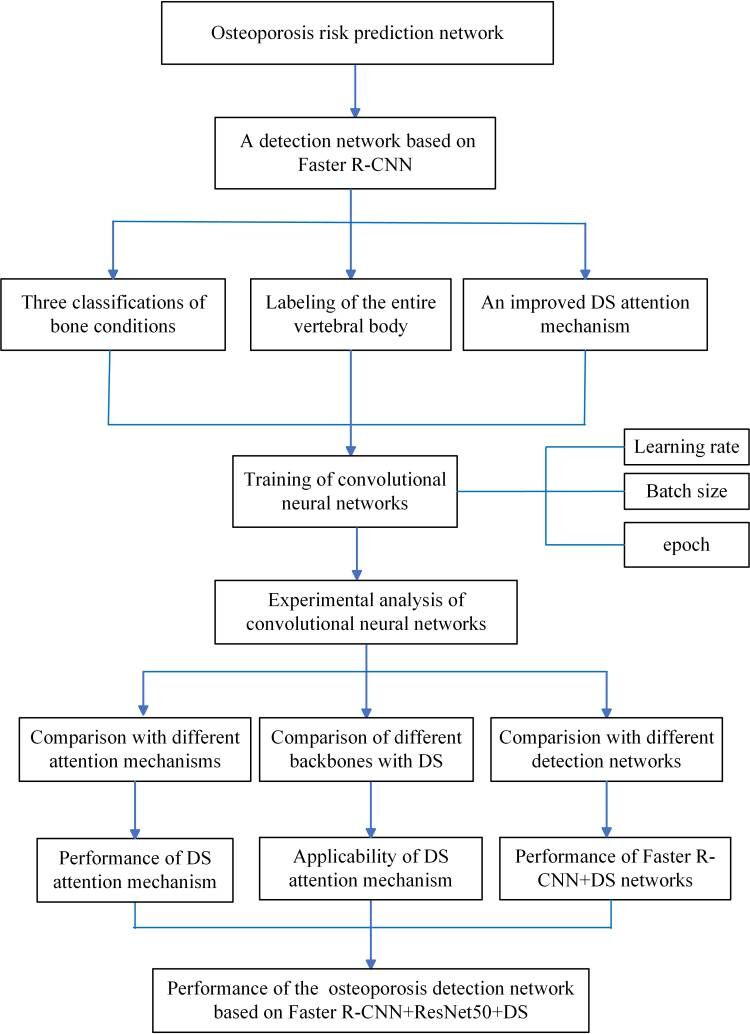 Osteoporosis risk prediction network
A detection network based on
Faster R-CNN
Three classifications of
bone conditions
Labeling of the entire
vertebral body
An improved DS attention
mechanism
Learning rate
Training of convolutional
neural networks
Batch size
epoch
Experimental analysis of
convolutional neural networks
Comparison with different
attention mechanisms
Comparison of different
backbones with DS
Comparision with different
detection networks
Performance of DS
attention mechanism
Applicability of DS
attention mechanism
Performance of Faster R-
CNN+DS networks
Performance of the osteoporosis detection network
based on Faster R-CNN+ResNet50+DS